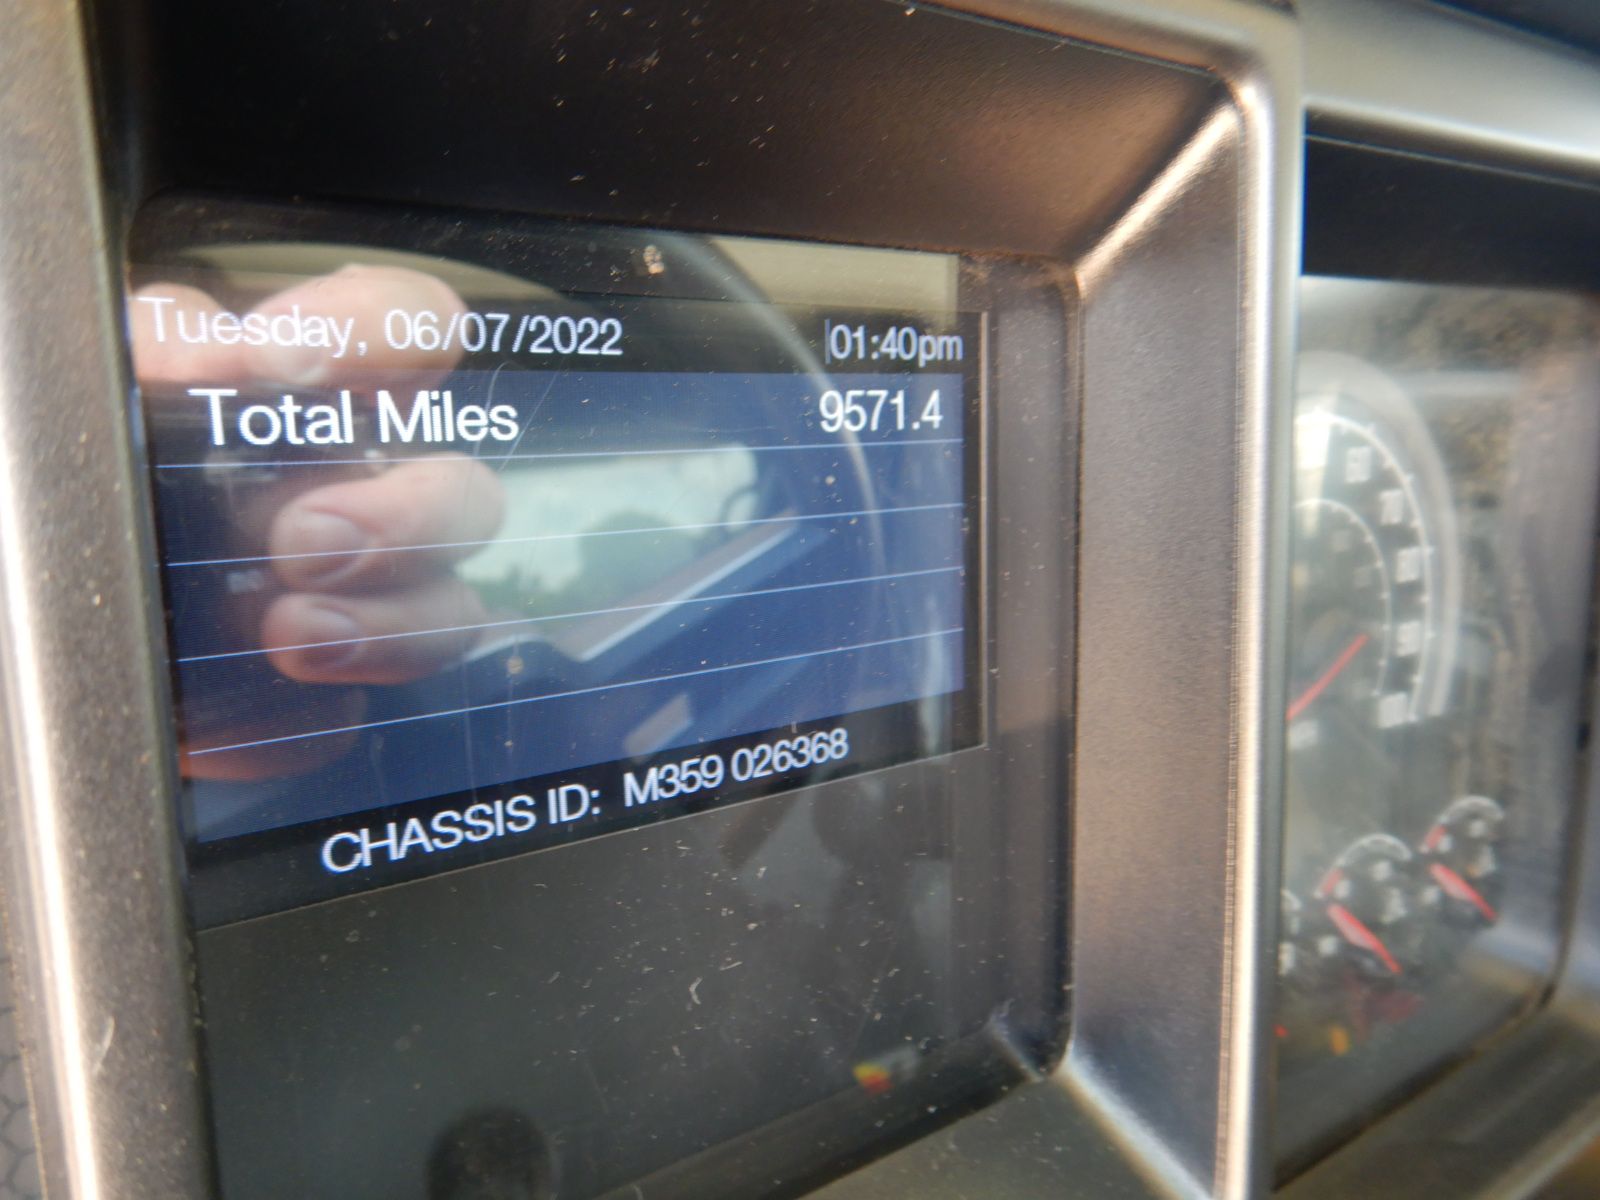 Tuesday, 06/07/2022 01:40pm
Total Miles 9571.4
CHASSIS ID: M359 026368